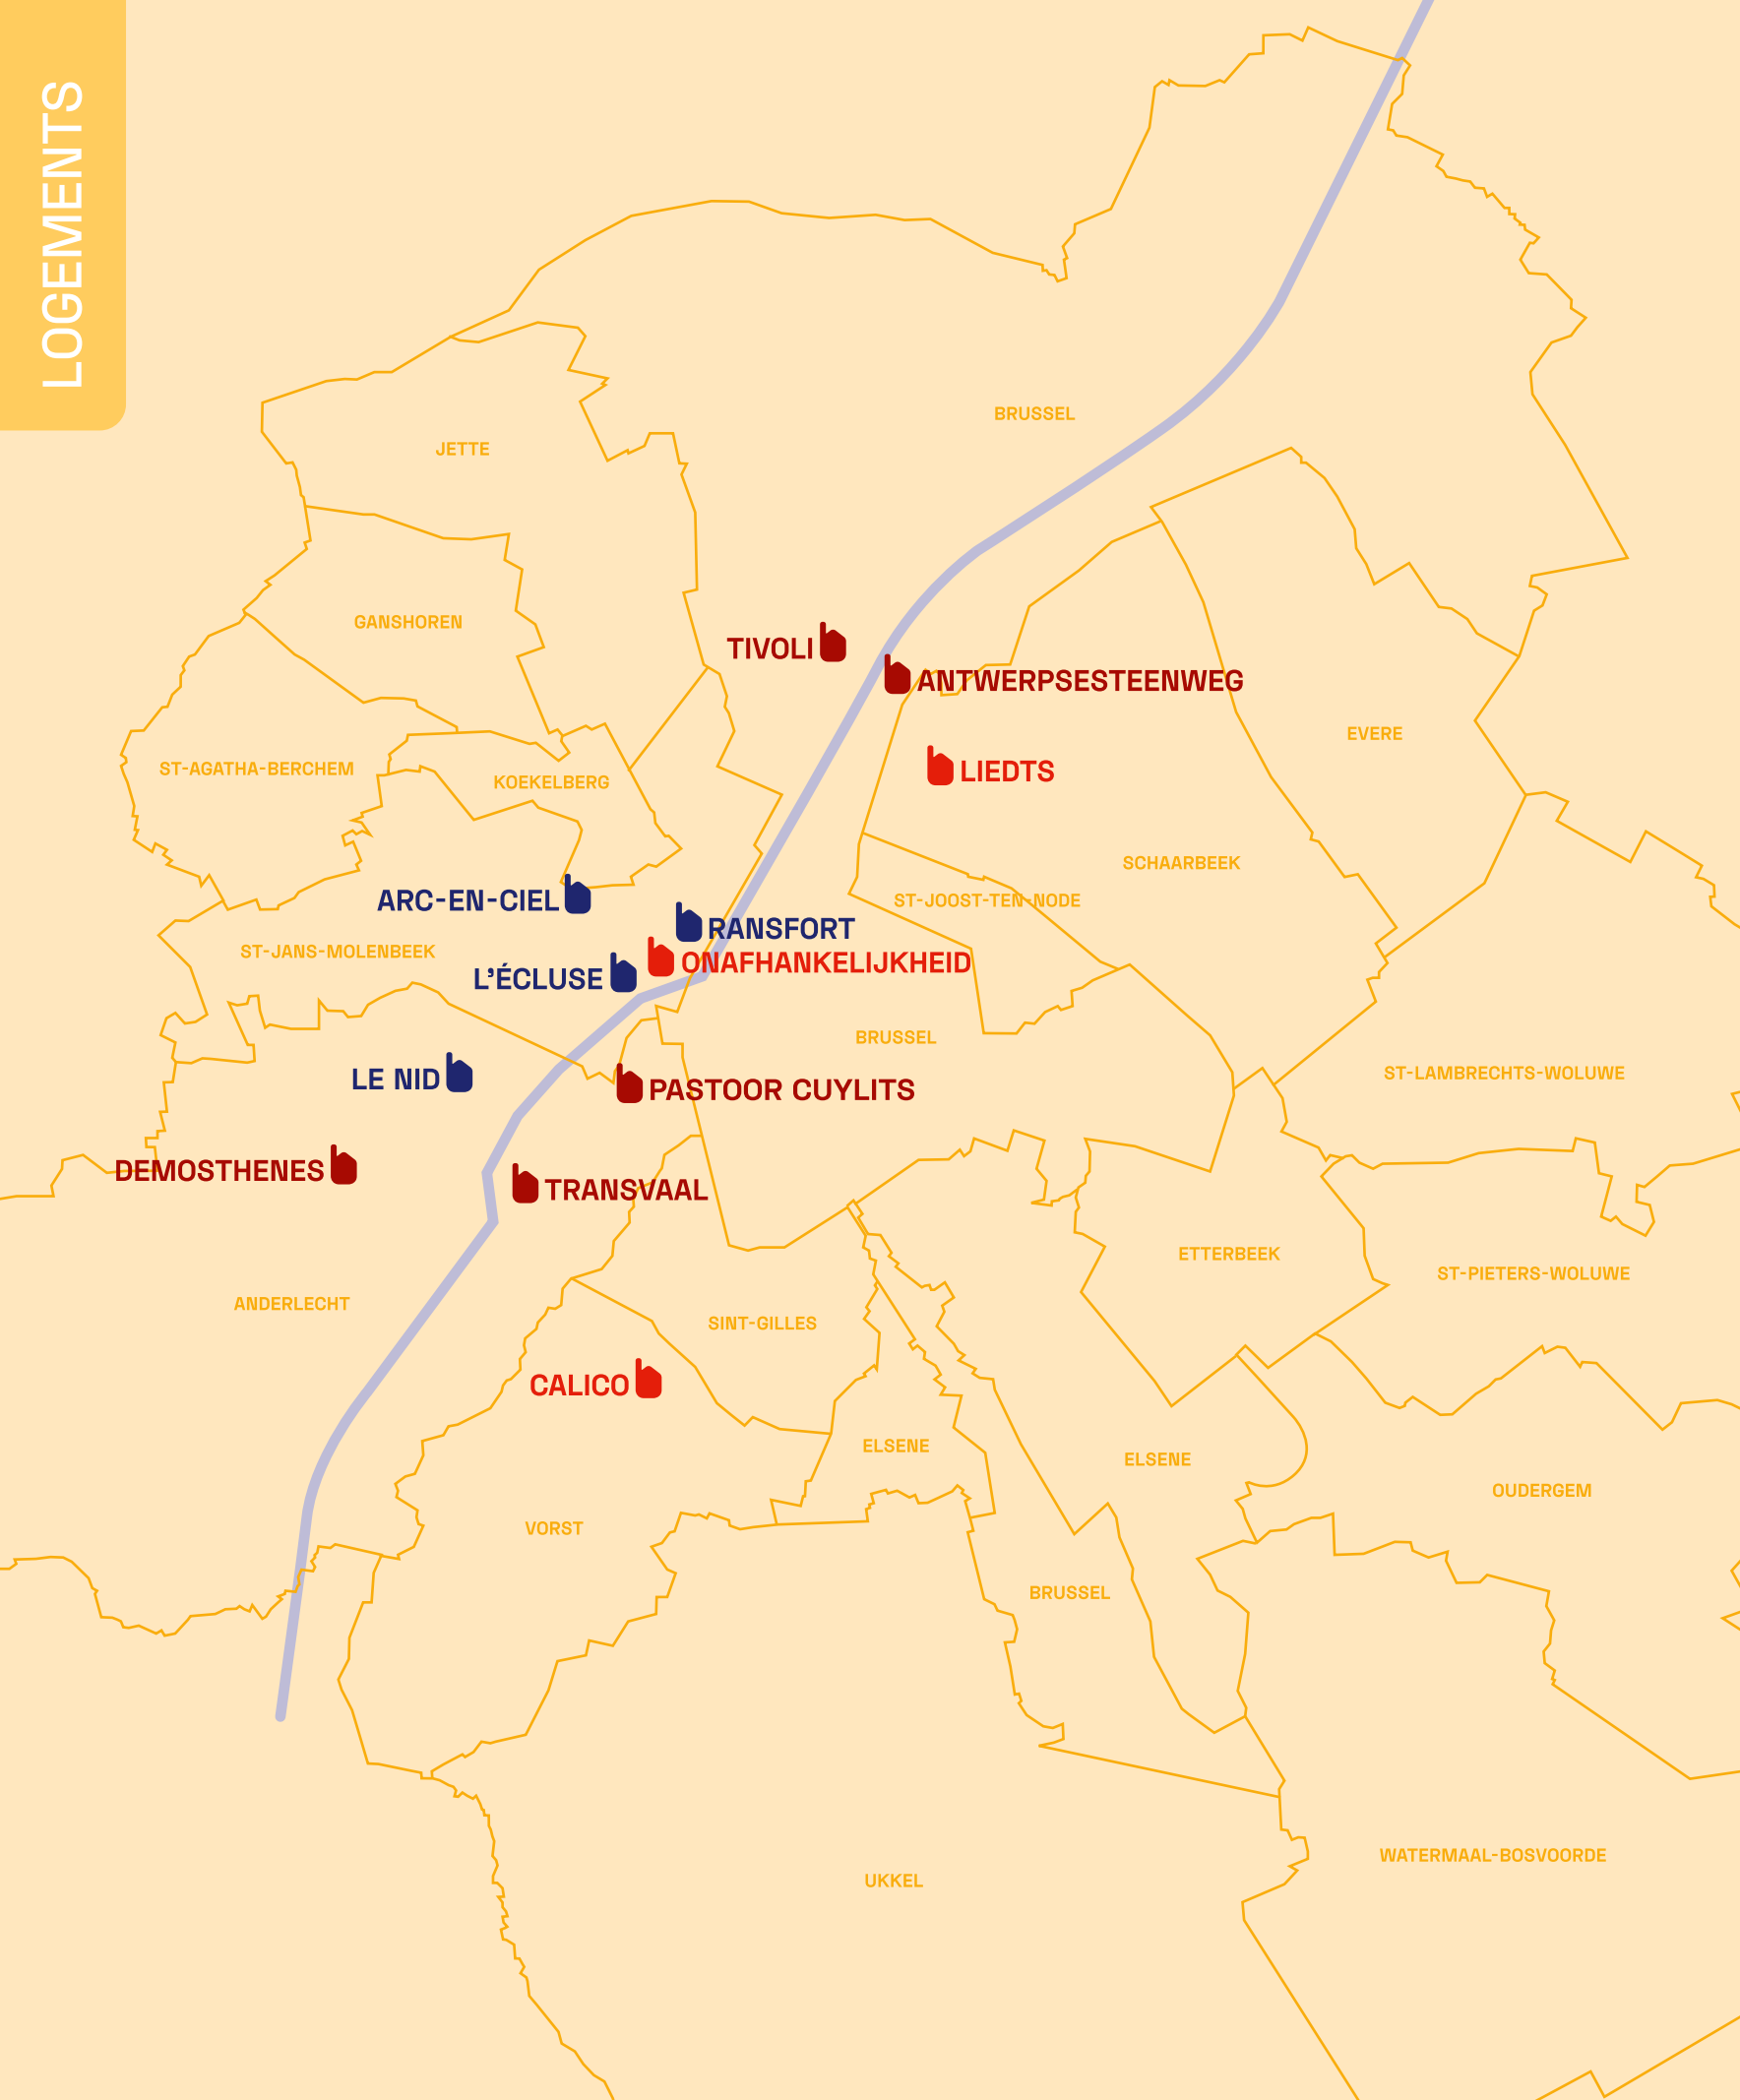 LOGEMENTS
BRUSSEL
JETTE
GANSHOREN
TIVOLI
ANTWERPSESTEENWEG
EVERE
ST-AGATHA-BERCHEM
KOEKELBERG
LIEDTS
SCHAARBEEK
ARC-EN-CIEL
ST-JOOST-TEN-NODE
RANSFORT
ST-JANS-MOLENBEEK
ONAFHANKELIJKHEID
L'ÉCLUSE
BRUSSEL
LE NID
ST-LAMBRECHTS-WOLUWE
PASTOOR CUYLITS
DEMOSTHENES
TRANSVAAL
ETTERBEEK
ST-PIETERS-WOLUWE
ANDERLECHT
SINT-GILLES
CALICO
ELSENE
ELSENE
OUDERGEM
VORST
BRUSSEL
WATERMAAL-BOSVOORDE
UKKEL